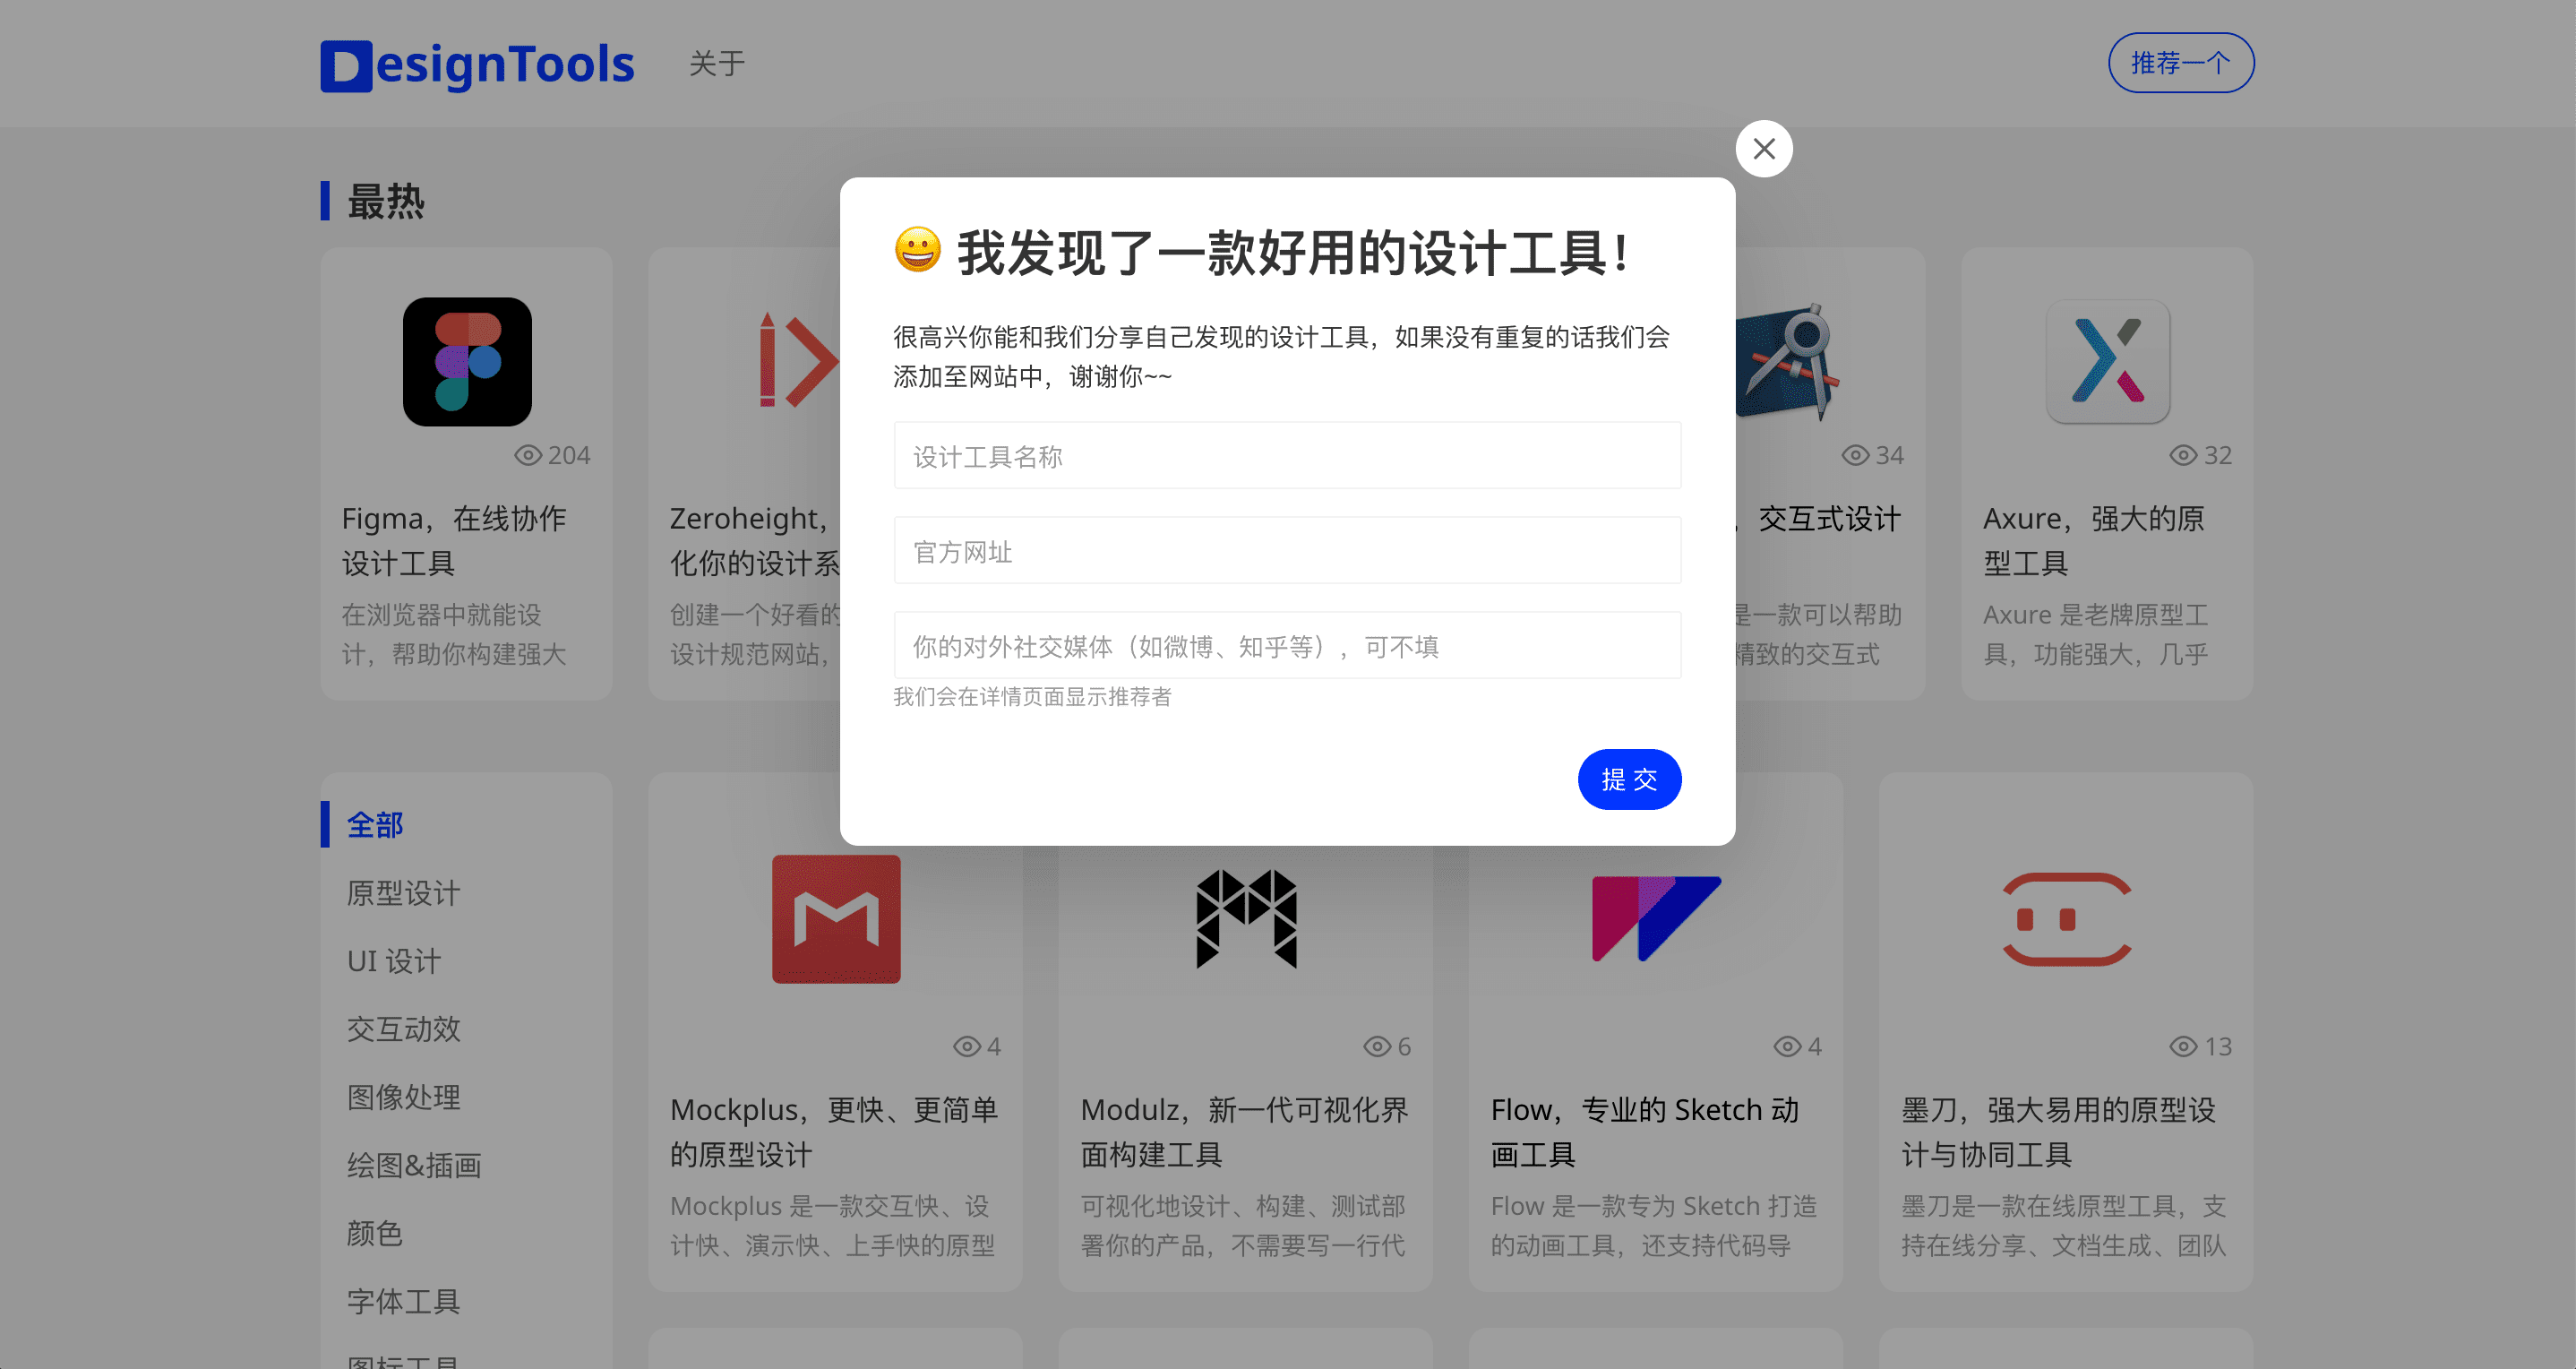 DesignTools
关于
推荐一个
最热
😀 我发现了一款好用的设计工具！
很高兴你能和我们分享自己发现的设计工具，如果没有重复的话我们会
添加至网站中，谢谢你~~
设计工具名称
官方网址
你的对外社交媒体（如微博、知乎等），可不填
我们会在详情页面显示推荐者
提交
204
Figma，在线协作
设计工具
在浏览器中就能设
计，帮助你构建强大
Zeroheight，
化你的设计系
创建一个好看的
设计规范网站，
34
，交互式设计
是一款可以帮助
精致的交互式
32
Axure，强大的原
型工具
Axure 是老牌原型工
具，功能强大，几乎
全部
原型设计
UI 设计
交互动效
图像处理
绘图&插画
颜色
字体工具
图标工具
4
Mockplus，更快、更简单
的原型设计
Mockplus 是一款交互快、设
计快、演示快、上手快的原型
6
Modulz，新一代可视化界
面构建工具
可视化地设计、构建、测试部
署你的产品，不需要写一行代
4
Flow，专业的 Sketch 动
画工具
Flow 是一款专为 Sketch 打造
的动画工具，还支持代码导
13
墨刀，强大易用的原型设
计与协同工具
墨刀是一款在线原型工具，支
持在线分享、文档生成、团队